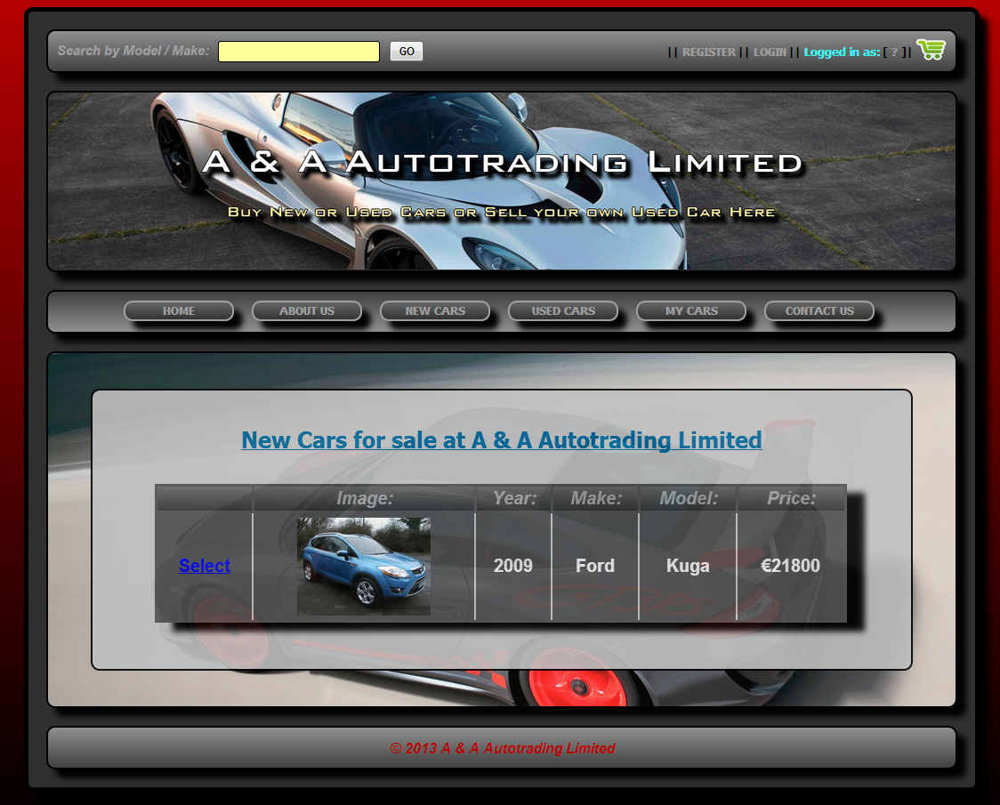 Search by Model / Make: GO || REGISTER || LOGIN || Logged in as: [ ? ]|
A & A Autotrading Limited
Buy New or Used Cars or Sell your own Used Car Here
HOME ABOUT US NEW CARS USED CARS MY CARS CONTACT US
New Cars for sale at A & A Autotrading Limited
Image: Year: Make: Model: Price:
Select 2009 Ford Kuga €21800
© 2013 A & A Autotrading Limited